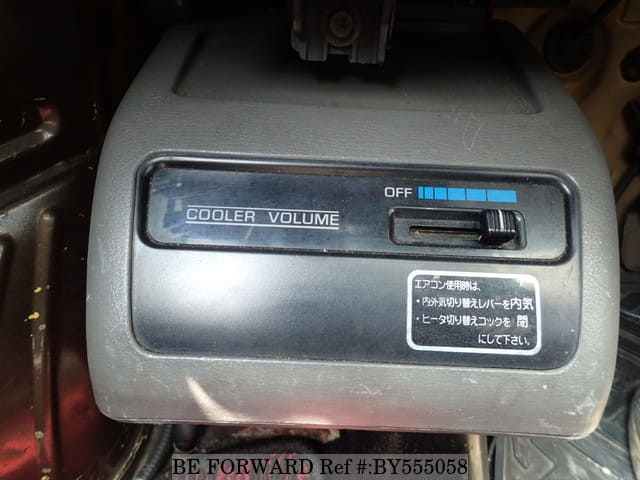 OFF
COOLER VOLUME
エアコン使用時は、
・内外気切り替えレバーを内気
・ヒータ切り替えコックを 閉
にして下さい。
BE FORWARD Ref #:BY555058